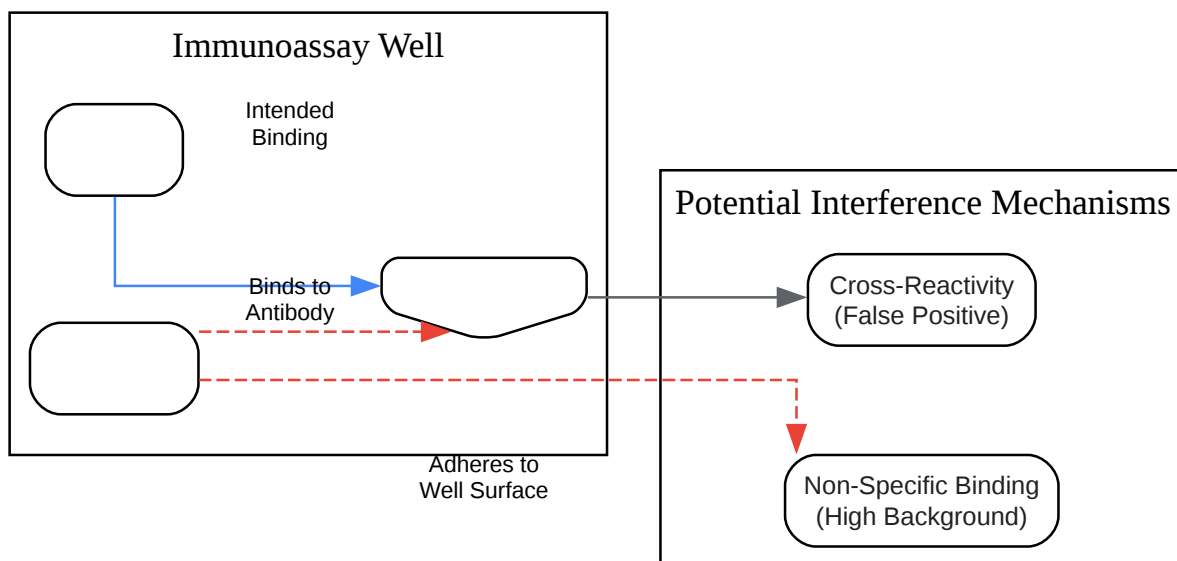 Immunoassay Well
Intended
Binding
Binds to
Antibody
Adheres to
Well Surface
Potential Interference Mechanisms
Cross-Reactivity
(False Positive)
Non-Specific Binding
(High Background)